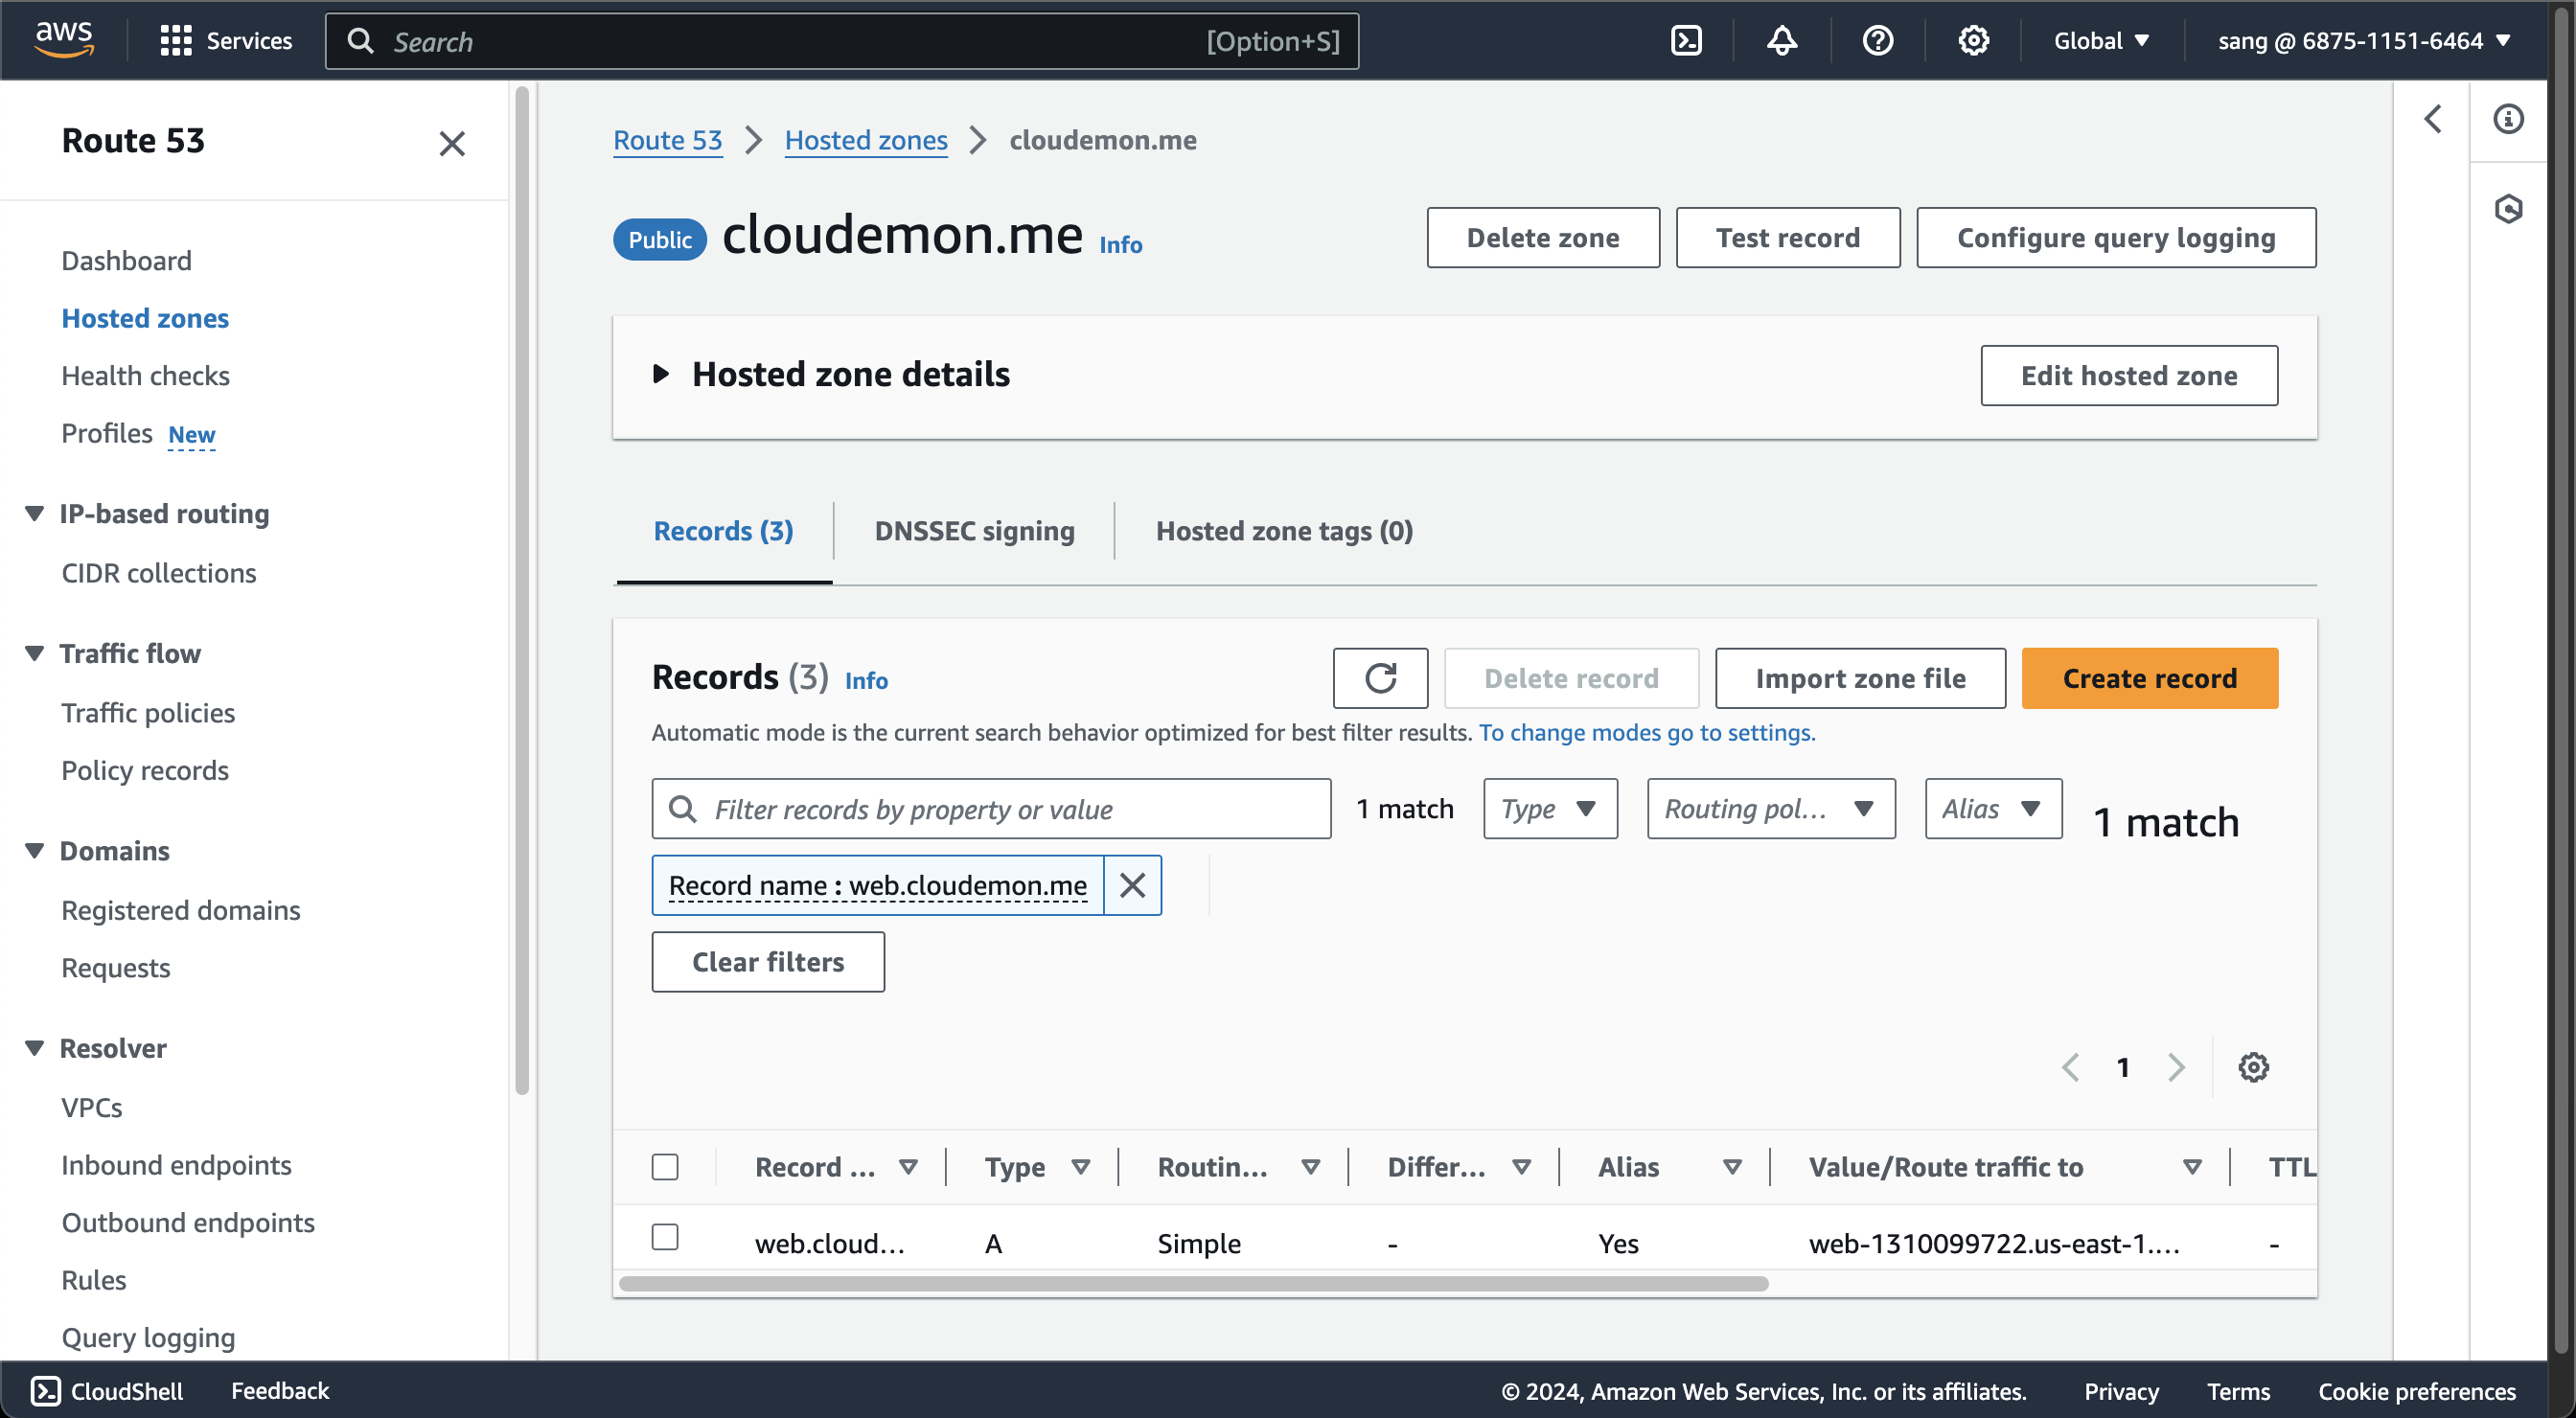 aws
Services
Search
[Option+S]
Global
sang @ 6875-1151-6464
Route 53
Dashboard
Hosted zones
Health checks
Profiles New
IP-based routing
CIDR collections
Traffic flow
Traffic policies
Policy records
Domains
Registered domains
Requests
Resolver
VPCs
Inbound endpoints
Outbound endpoints
Rules
Query logging
Route 53 Hosted zones cloudemon.me
Public cloudemon.me Info
Delete zone
Test record
Configure query logging
Hosted zone details
Edit hosted zone
Records (3)
DNSSEC signing
Hosted zone tags (0)
Records (3) Info
Delete record
Import zone file
Create record
Automatic mode is the current search behavior optimized for best filter results. To change modes go to settings.
Filter records by property or value
1 match
Type
Routing pol...
Alias
1 match
Record name : web.cloudemon.me
Clear filters
1
Record ... Type Routin... Differ... Alias Value/Route traffic to TTL
web.cloud... A Simple - Yes web-1310099722.us-east-1.... -
CloudShell
Feedback
© 2024, Amazon Web Services, Inc. or its affiliates.
Privacy
Terms
Cookie preferences